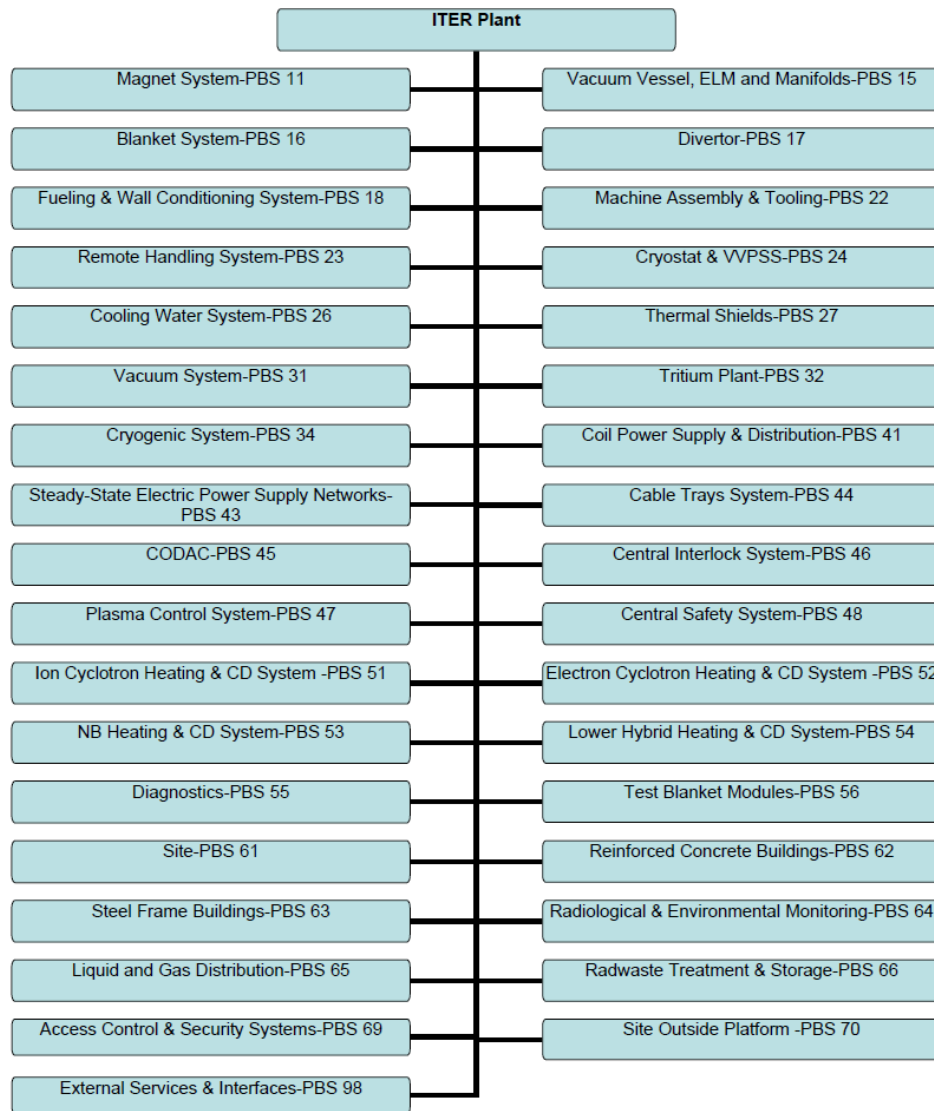 ITER Plant
Magnet System-PBS 11
Vacuum Vessel, ELM and Manifolds-PBS 15
Blanket System-PBS 16
Divertor-PBS 17
Fueling & Wall Conditioning System-PBS 18
Machine Assembly & Tooling-PBS 22
Remote Handling System-PBS 23
Cryostat & VVPSS-PBS 24
Cooling Water System-PBS 26
Thermal Shields-PBS 27
Vacuum System-PBS 31
Tritium Plant-PBS 32
Cryogenic System-PBS 34
Coil Power Supply & Distribution-PBS 41
Steady-State Electric Power Supply Networks-
PBS 43
Cable Trays System-PBS 44
CODAC-PBS 45
Central Interlock System-PBS 46
Plasma Control System-PBS 47
Central Safety System-PBS 48
Ion Cyclotron Heating & CD System -PBS 51
Electron Cyclotron Heating & CD System -PBS 52
NB Heating & CD System-PBS 53
Lower Hybrid Heating & CD System-PBS 54
Diagnostics-PBS 55
Test Blanket Modules-PBS 56
Site-PBS 61
Reinforced Concrete Buildings-PBS 62
Steel Frame Buildings-PBS 63
Radiological & Environmental Monitoring-PBS 64
Liquid and Gas Distribution-PBS 65
Radwaste Treatment & Storage-PBS 66
Access Control & Security Systems-PBS 69
Site Outside Platform -PBS 70
External Services & Interfaces-PBS 98